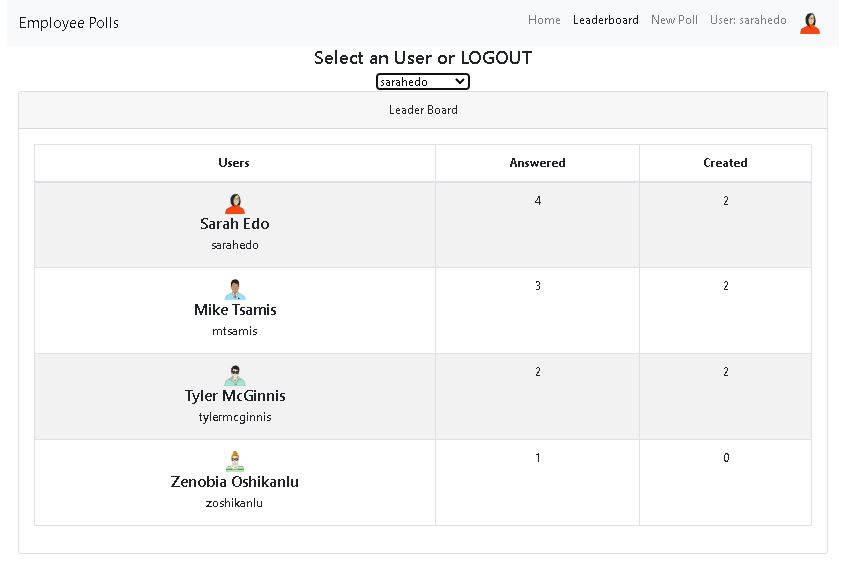 Employee Polls
Home Leaderboard New Poll User: sarahedo
Select an User or LOGOUT
sarahedo
Leader Board
Users Answered Created
4 2
Sarah Edo
sarahedo
3 2
Mike Tsamis
mtsamis
2 2
Tyler McGinnis
tylermcginnis
1 0
Zenobia Oshikanlu
zoshikanlu